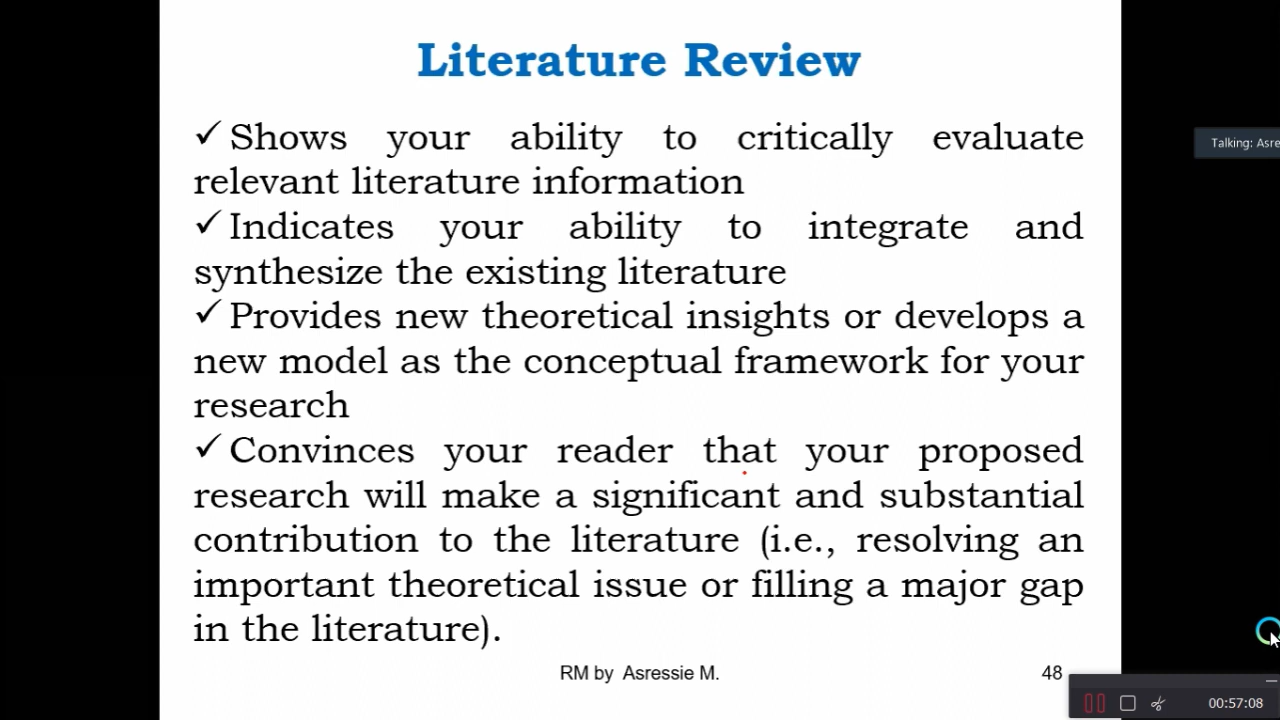 Literature Review
✓ Shows your ability to critically evaluate
relevant literature information
✓ Indicates your ability to integrate and
synthesize the existing literature
✓ Provides new theoretical insights or develops a
new model as the conceptual framework for your
research
✓ Convinces your reader that your proposed
research will make a significant and substantial
contribution to the literature (i.e., resolving an
important theoretical issue or filling a major gap
in the literature).
RM by Asressie M.
48
Talking: Asre
00:57:08